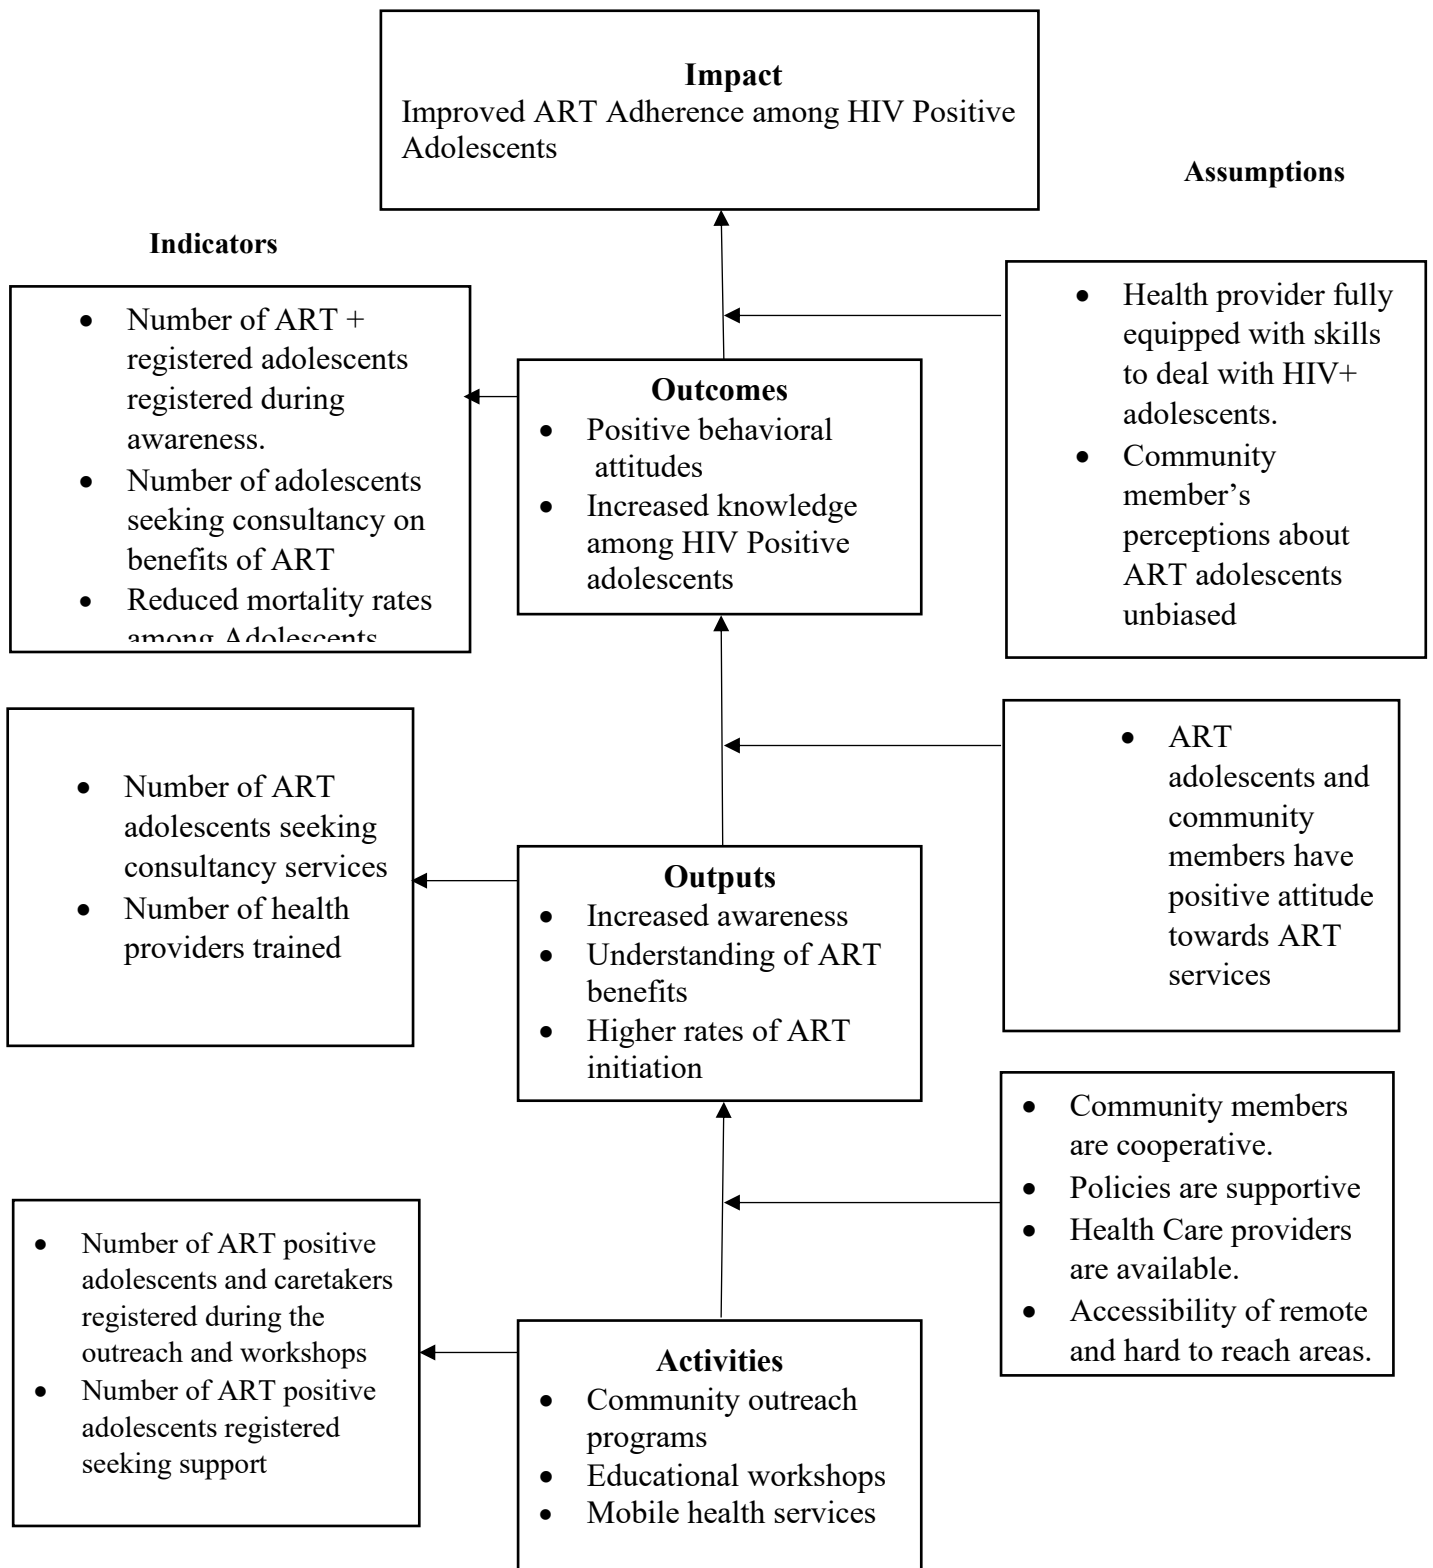 Impact
Improved ART Adherence among HIV Positive
Adolescents
Assumptions
Indicators
• Number of ART +
registered adolescents
registered during
awareness.
• Number of adolescents
seeking consultancy on
benefits of ART
• Reduced mortality rates
among Adolescents
Outcomes
• Positive behavioral
attitudes
• Increased knowledge
among HIV Positive
adolescents
• Health provider fully
equipped with skills
to deal with HIV+
adolescents.
• Community
member’s
perceptions about
ART adolescents
unbiased
• Number of ART
adolescents seeking
consultancy services
• Number of health
providers trained
Outputs
• Increased awareness
• Understanding of ART
benefits
• Higher rates of ART
initiation
• ART
adolescents and
community
members have
positive attitude
towards ART
services
• Community members
are cooperative.
• Policies are supportive
• Health Care providers
are available.
• Accessibility of remote
and hard to reach areas.
• Number of ART positive
adolescents and caretakers
registered during the
outreach and workshops
• Number of ART positive
adolescents registered
seeking support
Activities
• Community outreach
programs
• Educational workshops
• Mobile health services